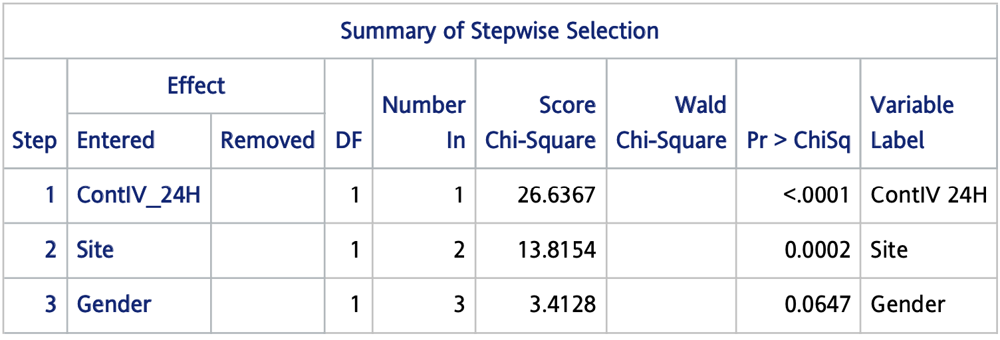 Summary of Stepwise Selection
Step Effect DF Number In Score Chi-Square Wald Chi-Square Pr > ChiSq Variable Label
Entered Removed
1 ContIV_24H 1 1 26.6367 <.0001 ContIV 24H
2 Site 1 2 13.8154 0.0002 Site
3 Gender 1 3 3.4128 0.0647 Gender